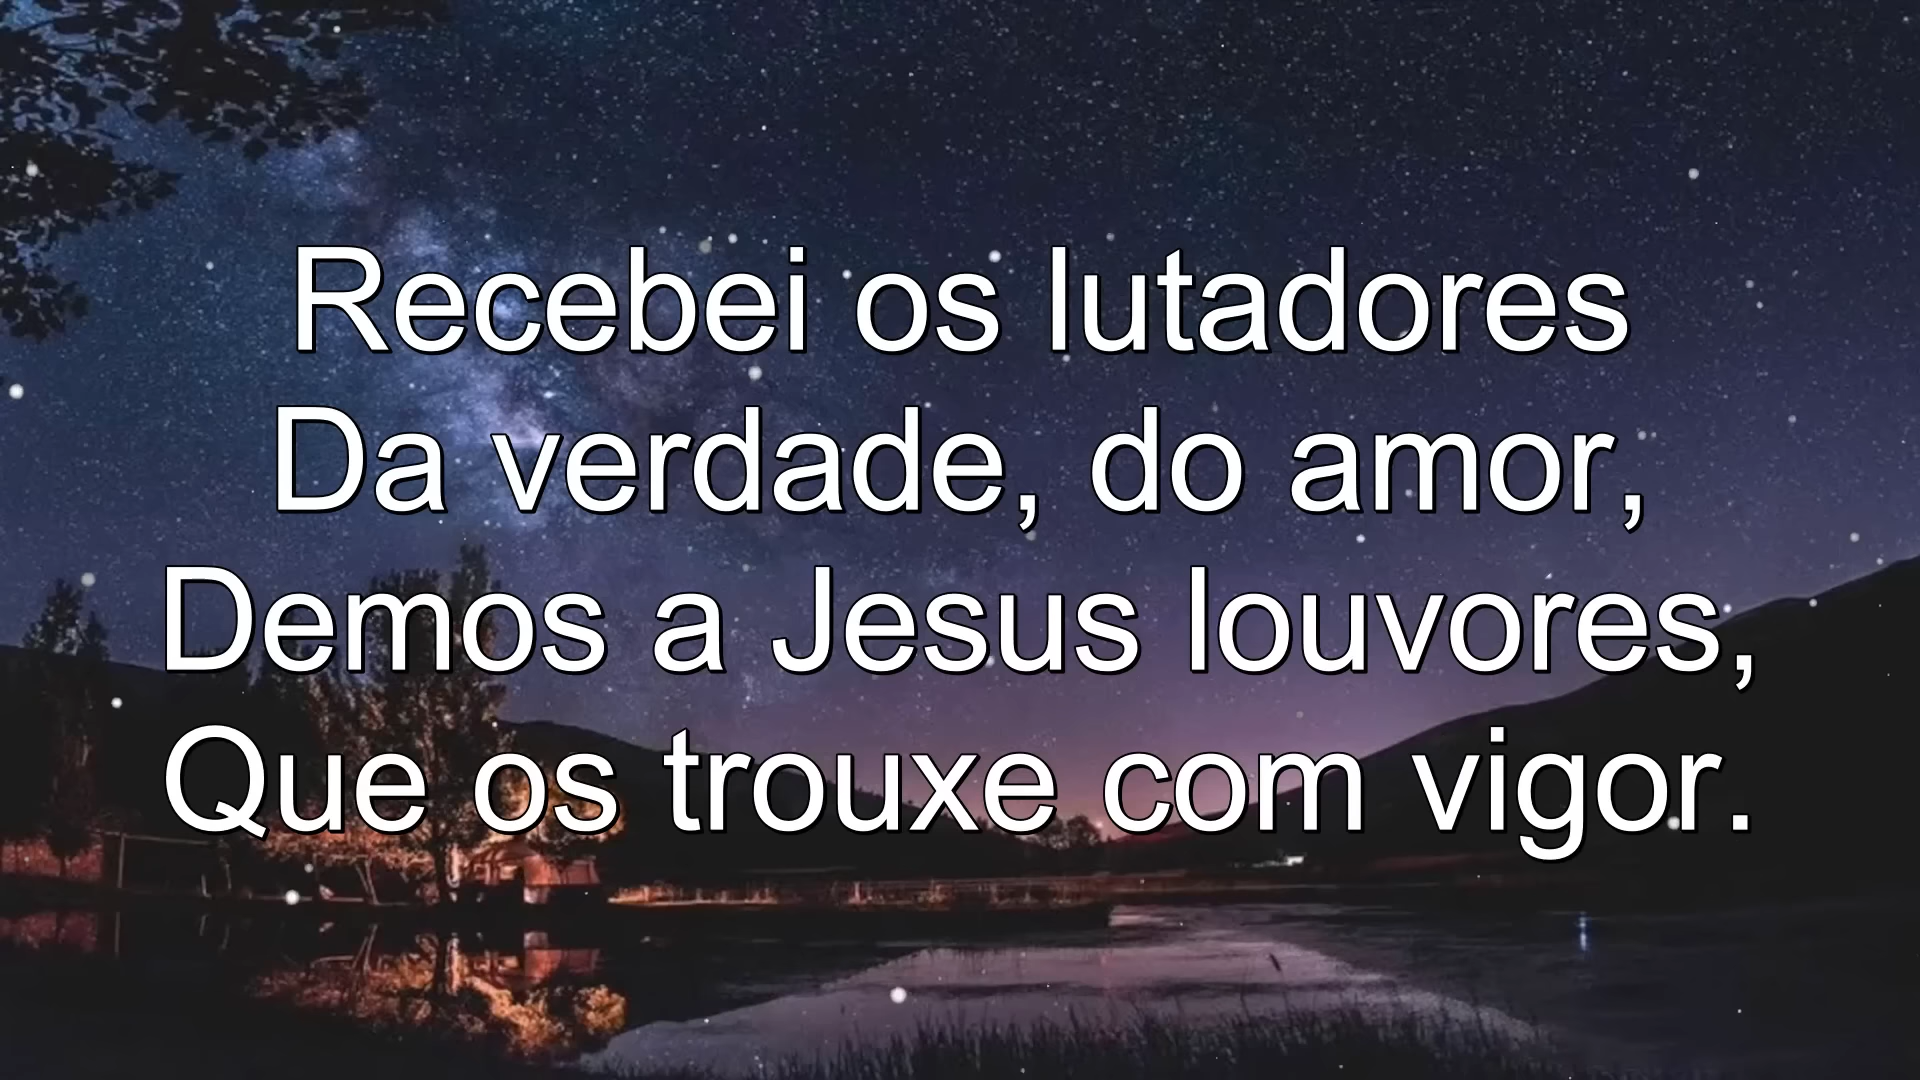 Recebei os lutadores
Da verdade, do amor,
Demos a Jesus louvores,
Que os trouxe com vigor.